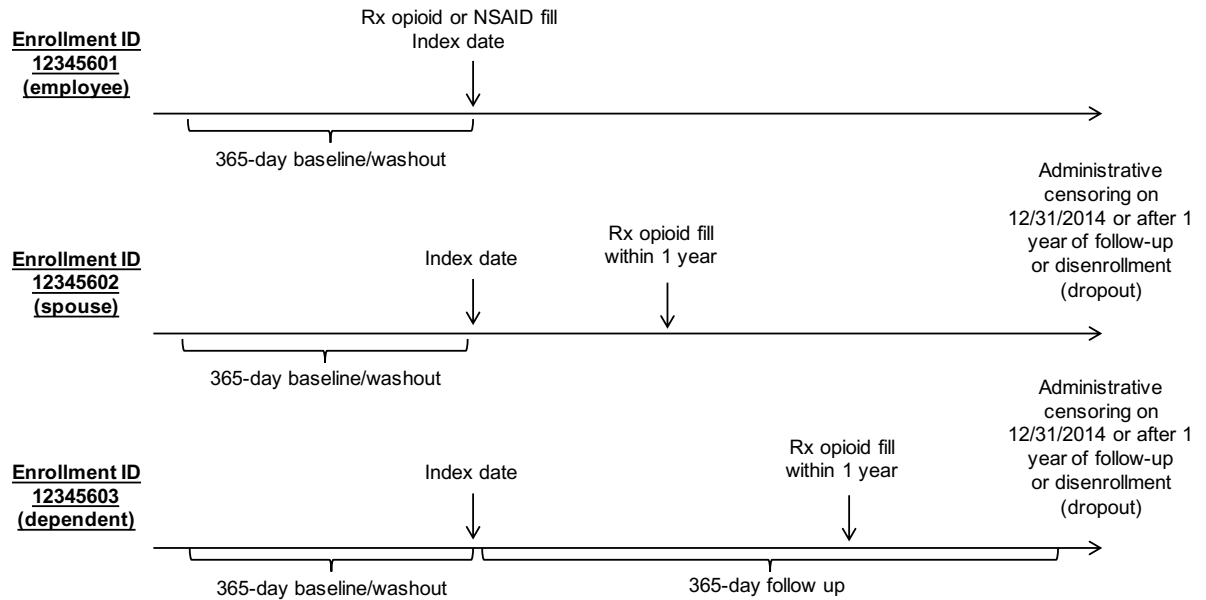 Rx opioid or NSAID fill
Index date
Enrollment ID
12345601
(employee)
365-day baseline/washout
Administrative
censoring on
12/31/2014 or after 1
year of follow-up
or disenrollment
(dropout)
Rx opioid fill
within 1 year
Index date
Enrollment ID
12345602
(spouse)
365-day baseline/washout
Administrative
censoring on
12/31/2014 or after 1
year of follow-up
or disenrollment
(dropout)
Rx opioid fill
within 1 year
Index date
Enrollment ID
12345603
(dependent)
365-day baseline/washout
365-day follow up